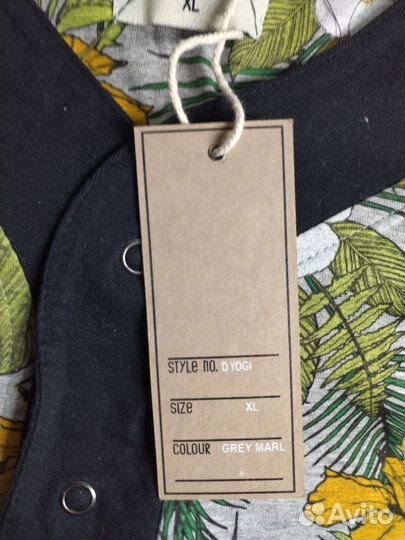 XL
STYLE NO. D YOGI
SIZE XL
COLOUR GREY MARL
Avito